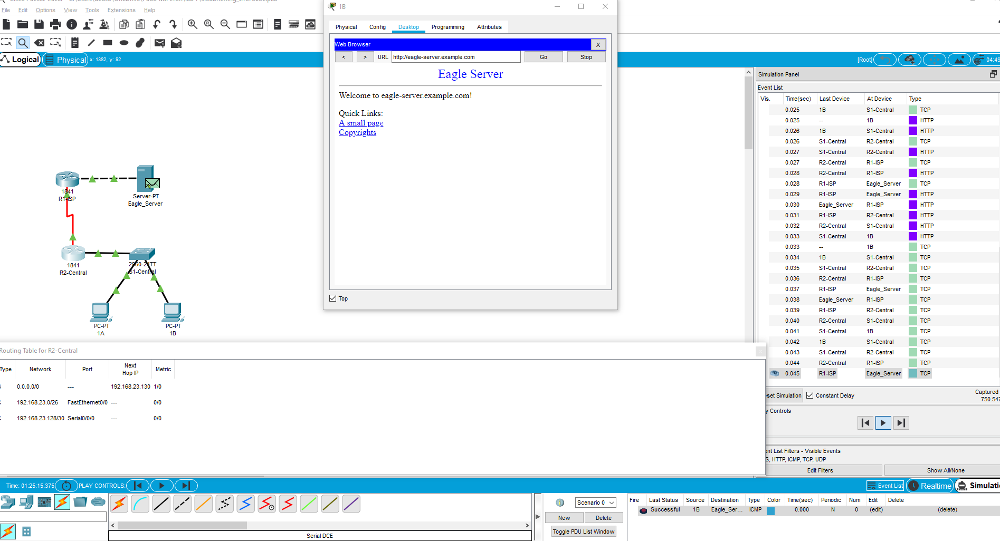 1B
File Edit Options View Tools Extensions Help
Physical Config Desktop Programming Attributes
Web Browser X
< > URL http://eagle-server.example.com Go Stop
Logical Physical x: 1382, y: 92
[Root] 04:49
Eagle Server
Welcome to eagle-server.example.com!
Quick Links:
A small page
Copyrights
Top
1841
R1-ISP
Server-PT
Eagle_Server
1841
R2-Central
2960-24TT
S1-Central
PC-PT
1A
PC-PT
1B
Simulation Panel
Event List
Vis. Time(sec) Last Device At Device Type
0.025 1B S1-Central TCP
0.025 -- 1B HTTP
0.026 1B S1-Central HTTP
0.026 S1-Central R2-Central TCP
0.027 S1-Central R2-Central HTTP
0.027 R2-Central R1-ISP TCP
0.028 R2-Central R1-ISP HTTP
0.028 R1-ISP Eagle_Server TCP
0.029 R1-ISP Eagle_Server HTTP
0.030 Eagle_Server R1-ISP HTTP
0.031 R1-ISP R2-Central HTTP
0.032 R2-Central S1-Central HTTP
0.033 S1-Central 1B HTTP
0.033 -- 1B TCP
0.034 1B S1-Central TCP
0.035 S1-Central R2-Central TCP
0.036 R2-Central R1-ISP TCP
0.037 R1-ISP Eagle_Server TCP
0.038 Eagle_Server R1-ISP TCP
0.039 R1-ISP R2-Central TCP
0.040 R2-Central S1-Central TCP
0.041 S1-Central 1B TCP
0.042 1B S1-Central TCP
0.043 S1-Central R2-Central TCP
0.044 R2-Central R1-ISP TCP
0.045 R1-ISP Eagle_Server TCP
set Simulation Constant Delay Captured
750.547
y Controls
nt List Filters - Visible Events
S, HTTP, ICMP, TCP, UDP
Edit Filters Show All/None
Routing Table for R2-Central
Type Network Port Next Hop IP Metric
S 0.0.0.0/0 --- 192.168.23.130 1/0
C 192.168.23.0/26 FastEthernet0/0 --- 0/0
C 192.168.23.128/30 Serial0/0/0 --- 0/0
Time: 01:25:15.375 PLAY CONTROLS: Event List Realtime Simulati
Serial DCE
Scenario 0
New Delete
Toggle PDU List Window
Fire Last Status Source Destination Type Color Time(sec) Periodic Num Edit Delete
Successful 1B Eagle_Ser... ICMP 0.000 N 0 (edit) (delete)